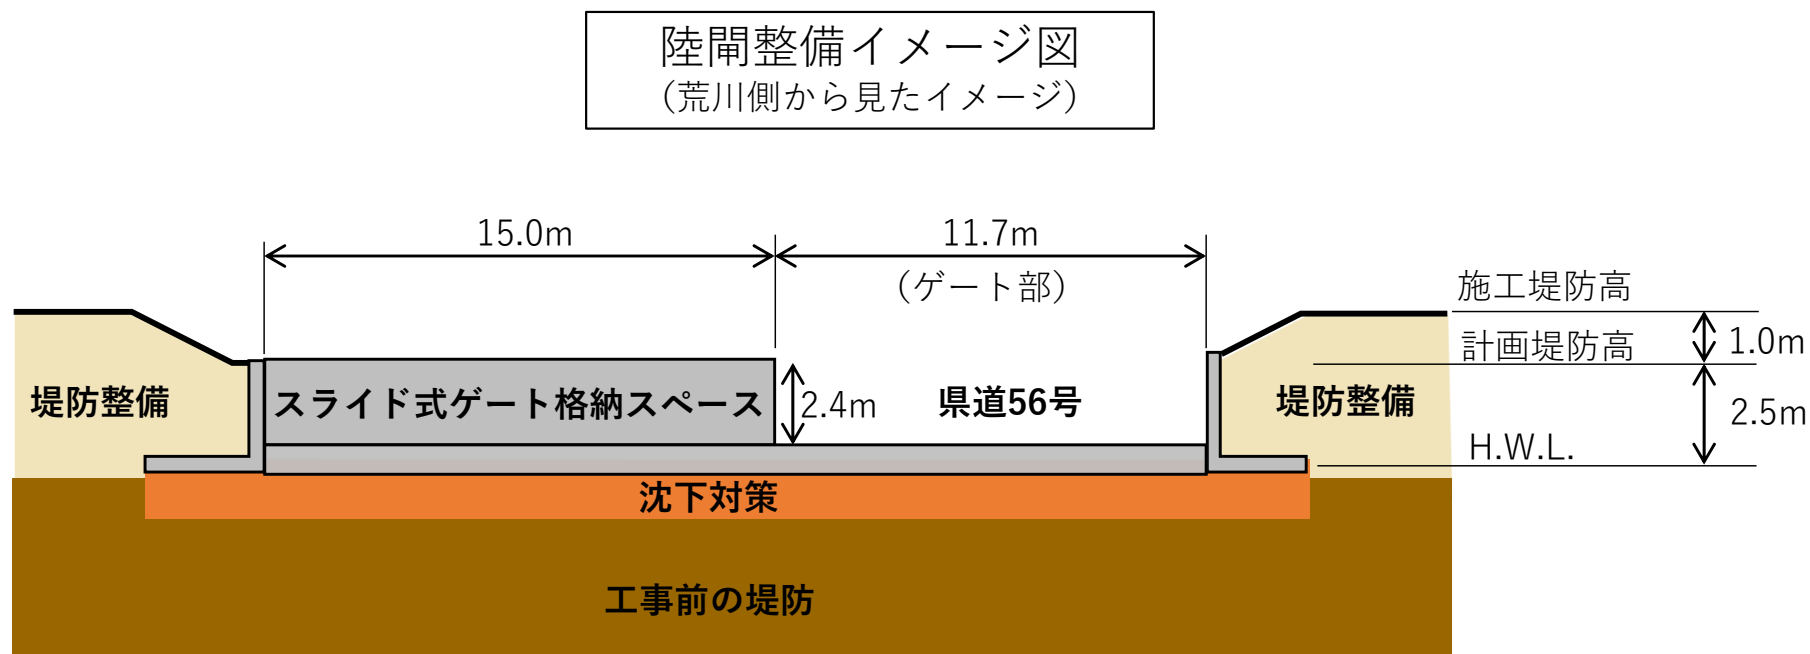 陸閘整備イメージ図
（荒川側から見たイメージ）
15.0m
11.7m
（ゲート部）
施工堤防高
1.0m
計画堤防高
堤防整備
スライド式ゲート格納スペース
2.4m
県道56号
堤防整備
2.5m
H.W.L.
沈下対策
工事前の堤防